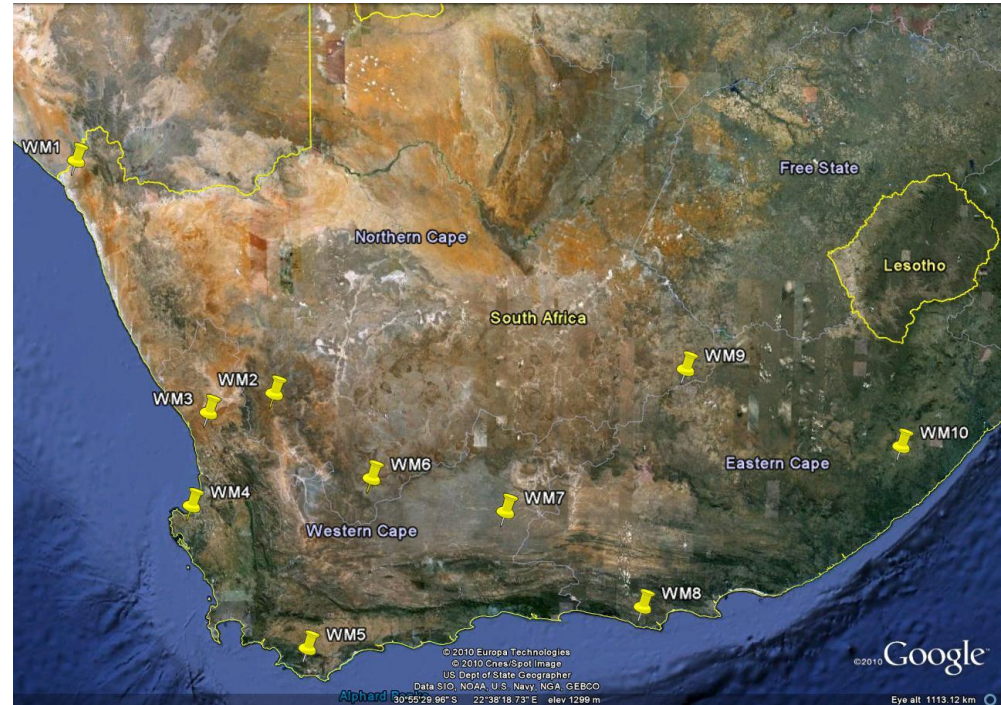 WM1
Free State
Northern Cape
Lesotho
South Africa
WM9
WM2
WM3
WM10
WM6
Eastern Cape
WM4
WM7
Western Cape
WM8
WM5
© 2010 Europa Technologies
© 2010 Cnes/Spot Image
US Dept of State Geographer
Data SIO, NOAA, U.S. Navy, NGA, GEBCO
©2010 Google™
Alphard
30°55'29.96" S 22°38'18.73" E elev 1299 m
Eye alt 1113.12 km